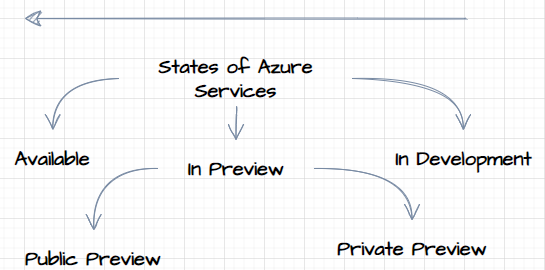 States of Azure
Services
Available
In Preview
In Development
Public Preview
Private Preview